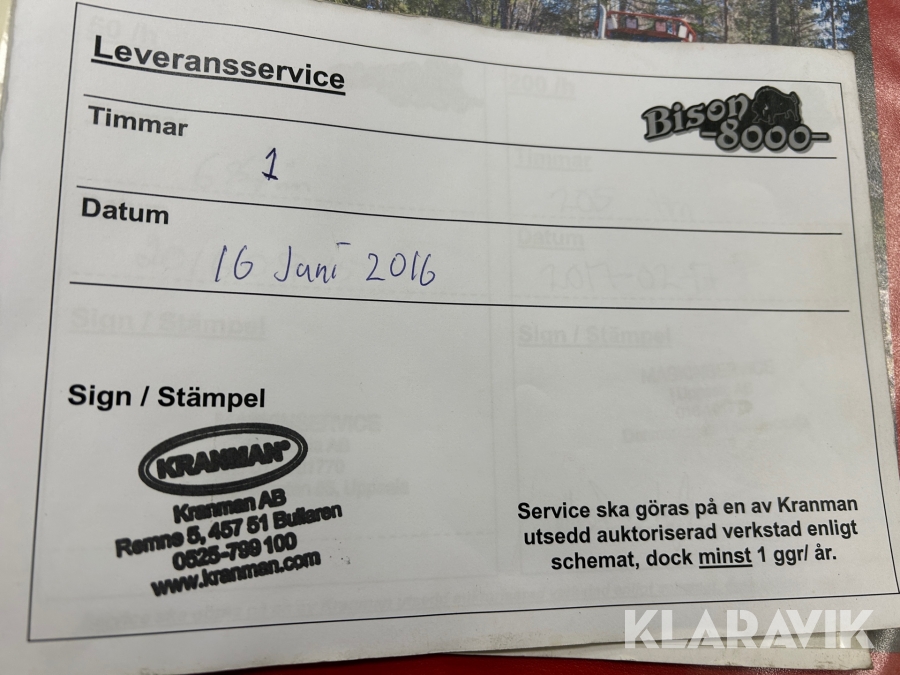 Leveransservice
Bison
8000
Timmar
1
Datum
16 Juni 2016
Sign / Stämpel
KRANMAN
Kranman AB
Remne 5, 457 51 Bullaren
0525-799 100
www.kranman.com
Service ska göras på en av Kranman
utsedd auktoriserad verkstad enligt
schemat, dock minst 1 ggr/ år.
KLARAVIK